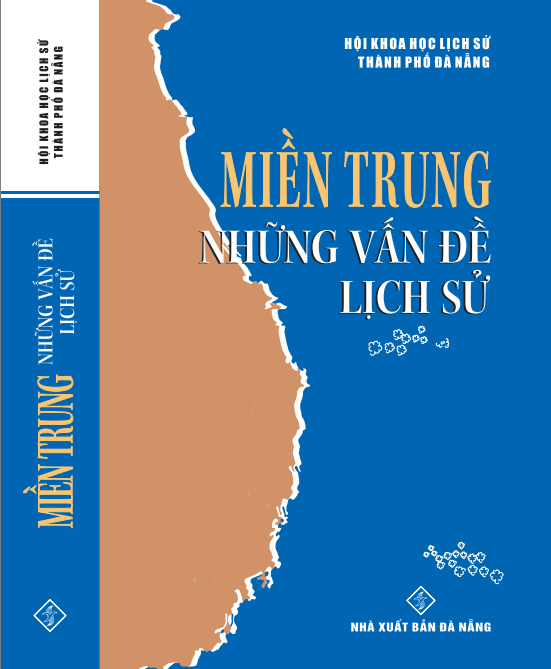 HỘI KHOA HỌC LỊCH SỬ
THÀNH PHỐ ĐÀ NẴNG
MIỀN TRUNG
NHỮNG VẤN ĐỀ
LỊCH SỬ
HỘI KHOA HỌC LỊCH SỬ
THÀNH PHỐ ĐÀ NẴNG
MIỀN TRUNG
NHỮNG VẤN ĐỀ
LỊCH SỬ
NHÀ XUẤT BẢN ĐÀ NẴNG